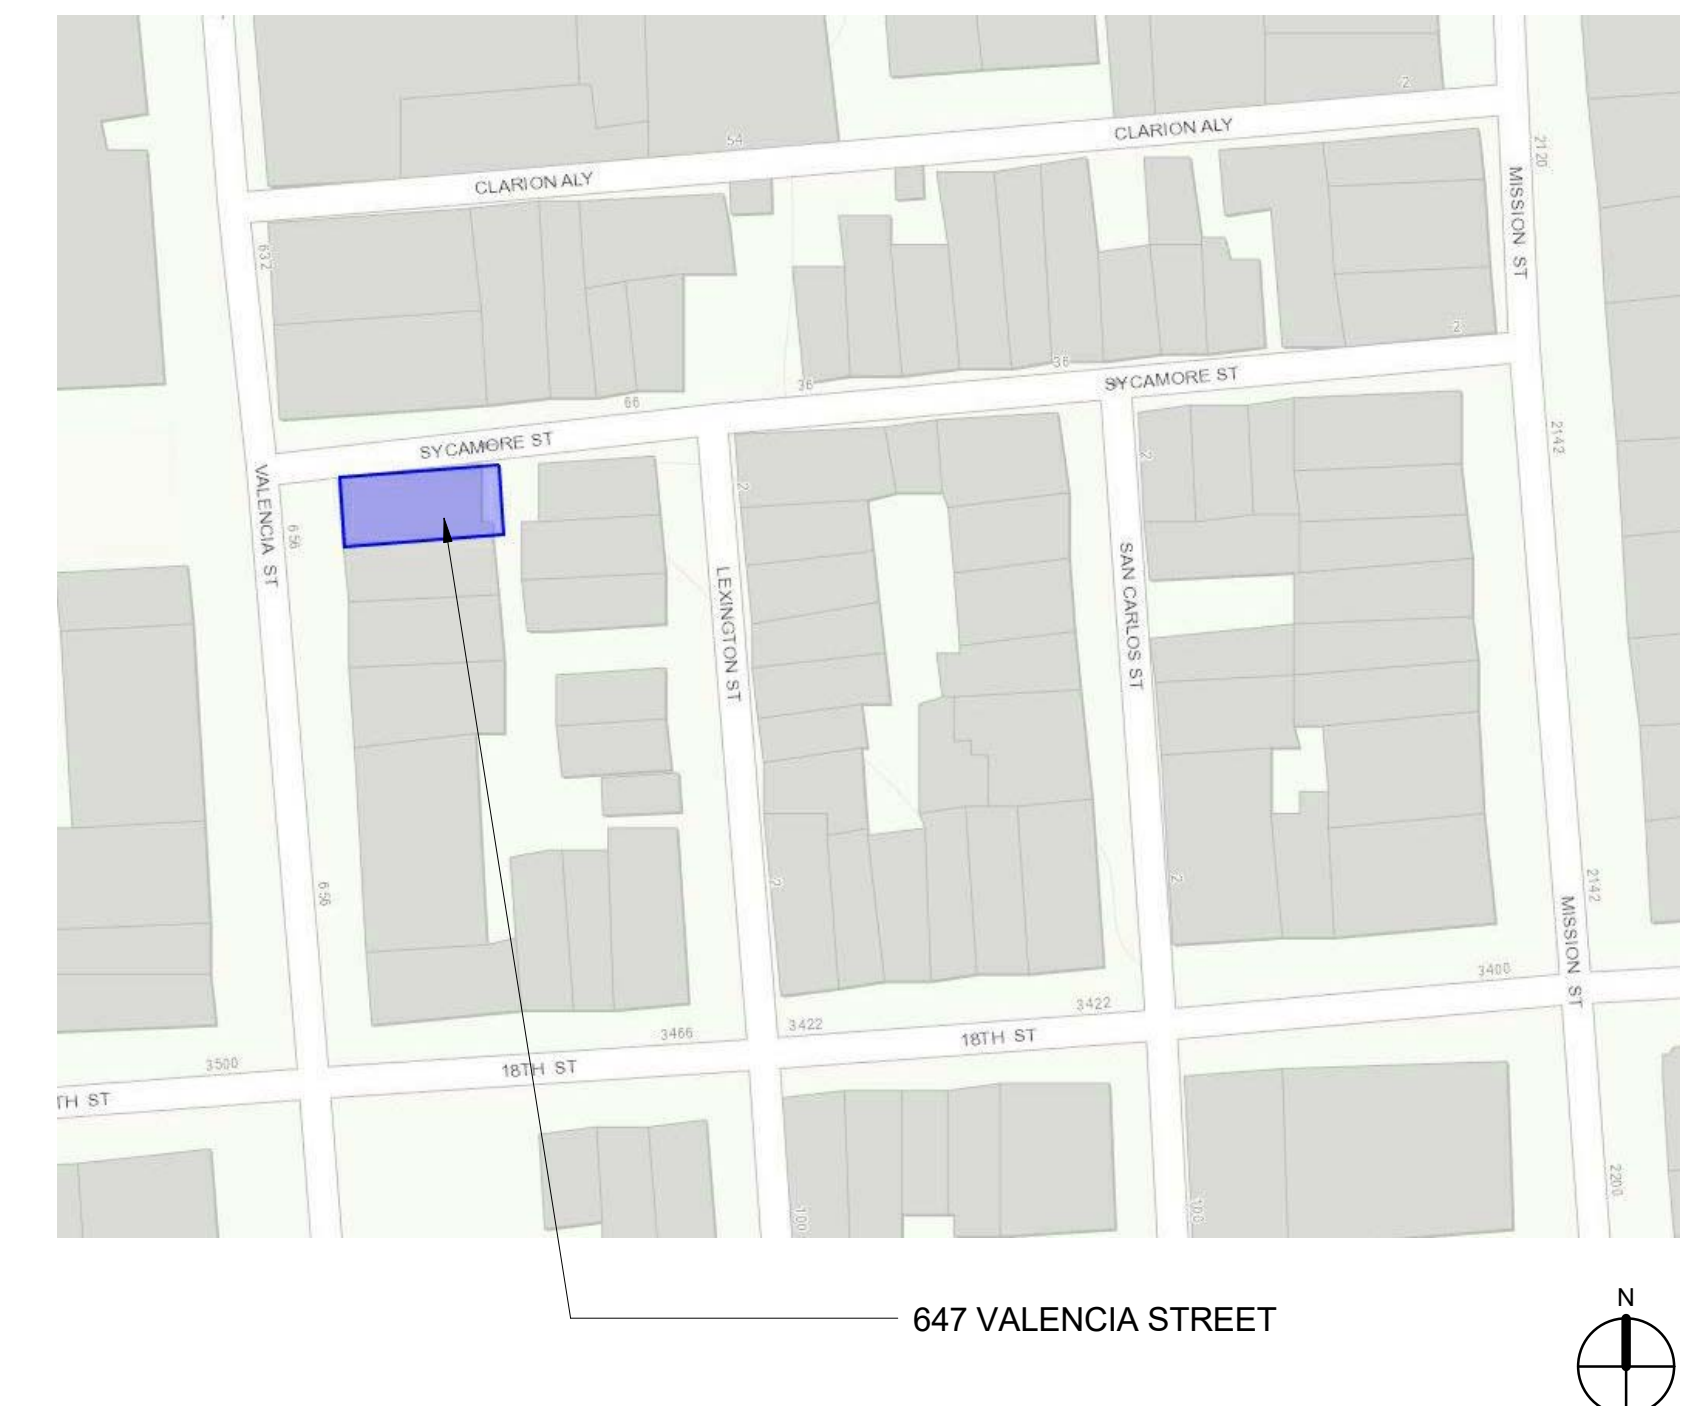 2
CLARION ALY
2120
54
CLARION ALY
MISSION ST
632
2
36
36
SYCAMORE ST
66
SYCAMORE ST
2142
2
VALENCIA ST
2
656
SAN CARLOS ST
LEXINGTON ST
656
2
2
2142
MISSION ST
3400
3422
3422
3466
18TH ST
3500
18TH ST
TH ST
100
100
2200
647 VALENCIA STREET
N